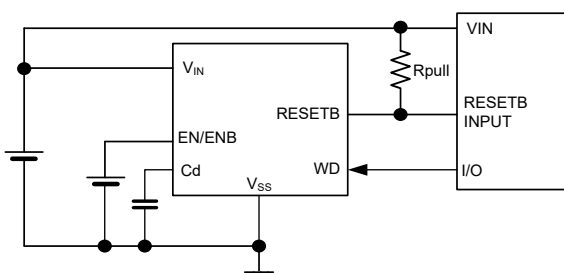 VIN
Rpull
V_IN
RESETB
RESETB
INPUT
EN/ENB
Cd
WD
I/O
V_SS